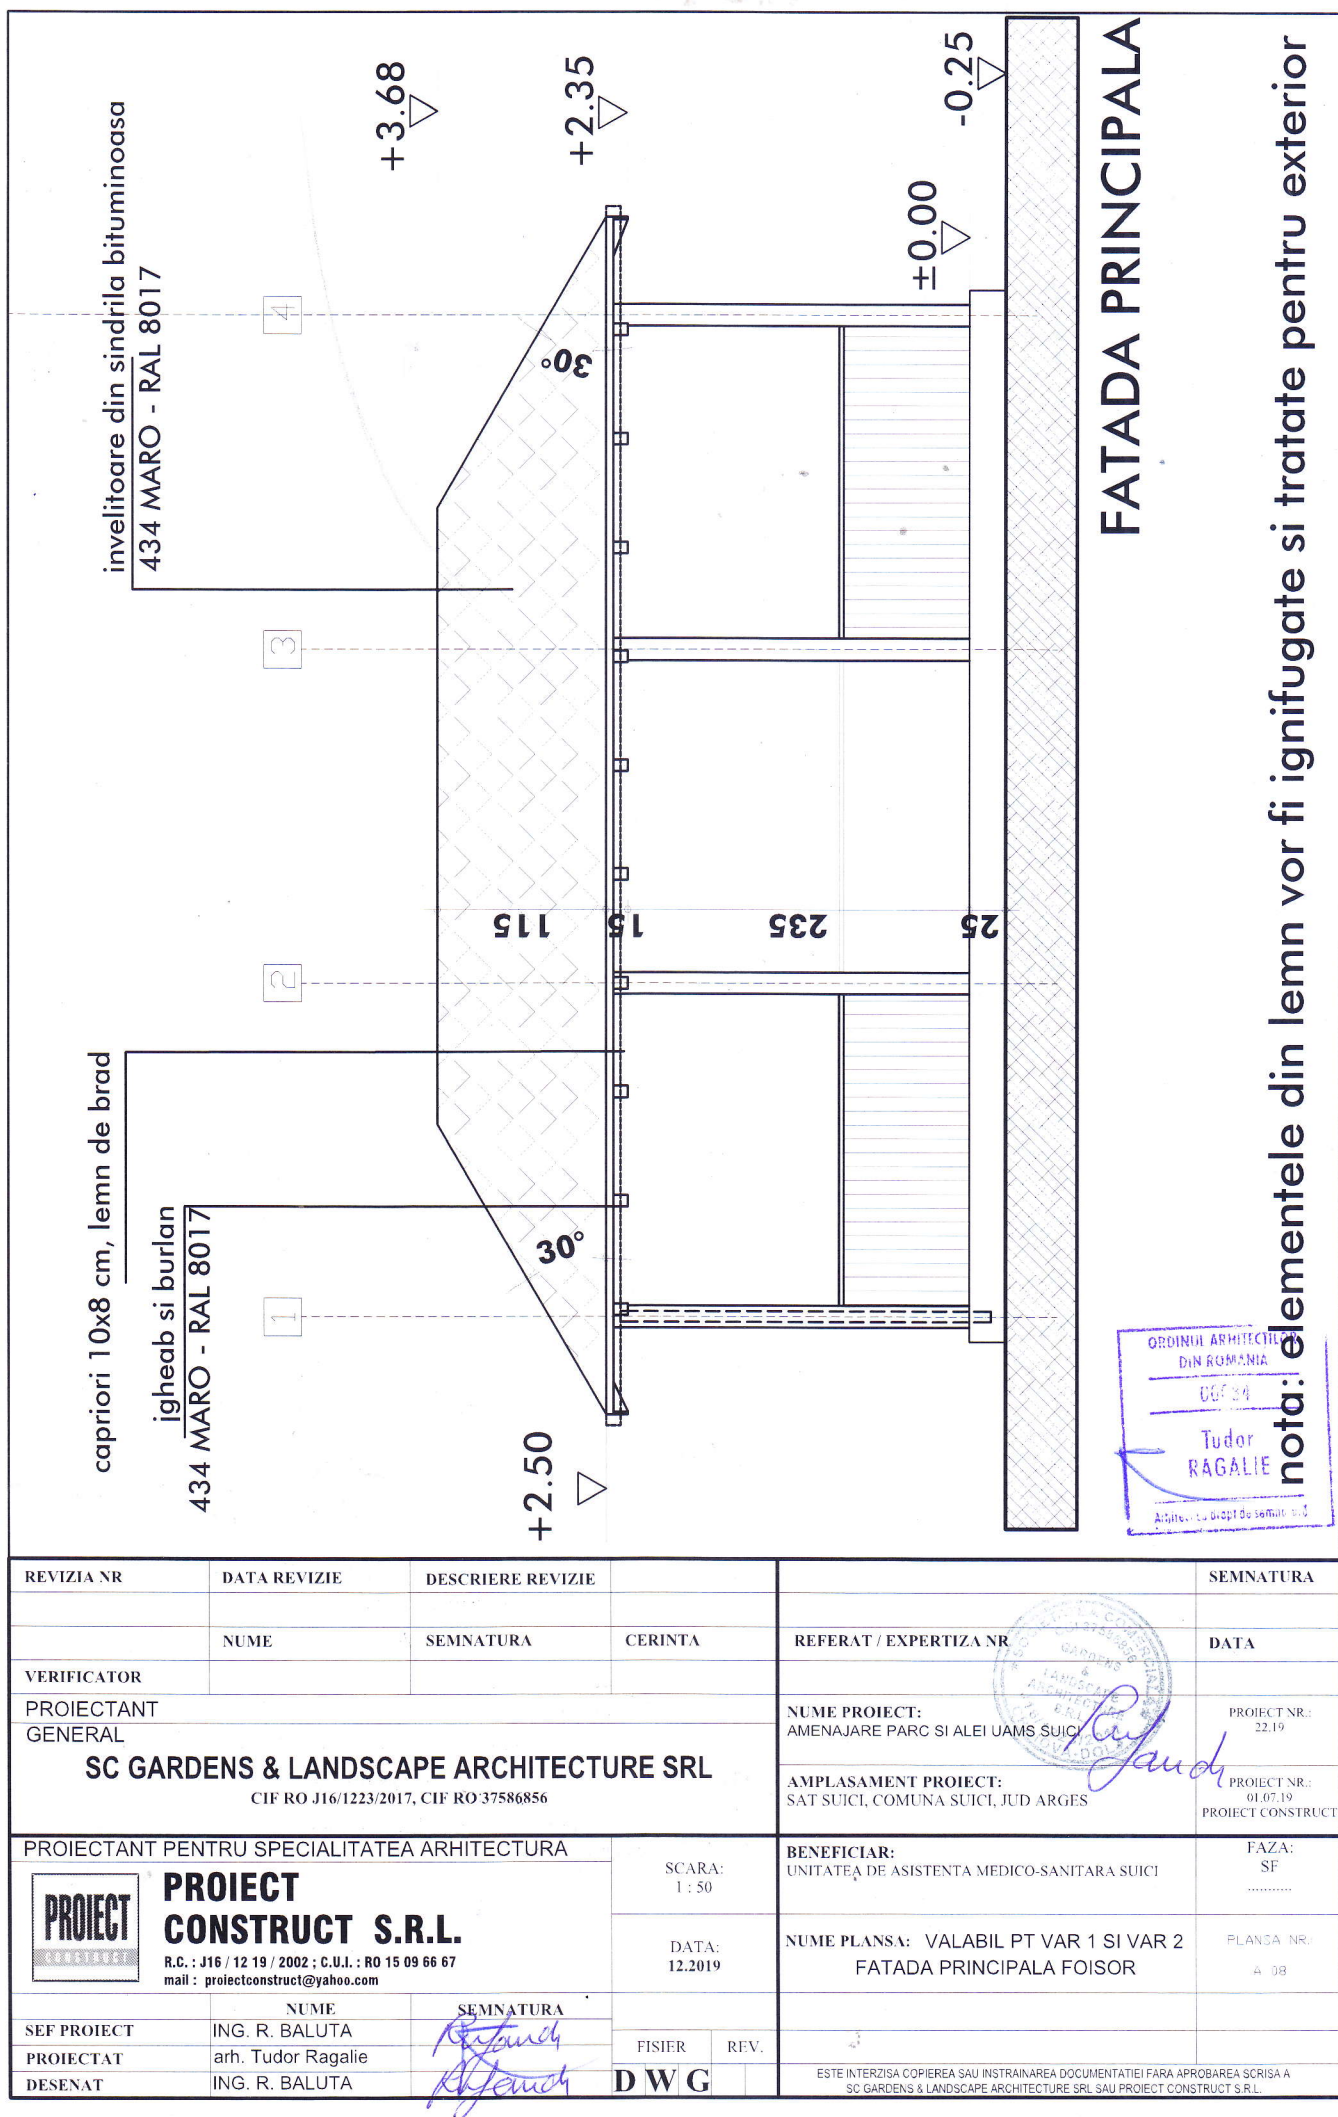 invelitoare din sindrila bituminoasa
434 MARO - RAL 8017
capriori 10x8 cm, lemn de brad
igheab si burlan
434 MARO - RAL 8017
1
2
3
4
+3.68
+2.35
+2.50
±0.00
-0.25
30°
30°
115
15
235
25
FATADA PRINCIPALA
nota: elementele din lemn vor fi ignifugate si tratate pentru exterior
ORDINUL ARHITECTILOR
DIN ROMANIA
Tudor
RAGALIE
REVIZIA NR DATA REVIZIE DESCRIERE REVIZIE SEMNATURA
NUME SEMNATURA CERINTA REFERAT / EXPERTIZA NR DATA
VERIFICATOR
PROIECTANT
GENERAL
SC GARDENS & LANDSCAPE ARCHITECTURE SRL
CIF RO J16/1223/2017, CIF RO 37586856
NUME PROIECT:
AMENAJARE PARC SI ALEI UAMS SUICI
PROIECT NR.:
22.19
AMPLASAMENT PROIECT:
SAT SUICI, COMUNA SUICI, JUD ARGES
PROIECT NR.:
01.07.19
PROIECT CONSTRUCT
GARDENS
&
LANDSCAPE
ARCHITECTURE
S.R.L.
PROIECTANT PENTRU SPECIALITATEA ARHITECTURA
PROIECT
CONSTRUCT
PROIECT
CONSTRUCT S.R.L.
R.C. : J16 / 12 19 / 2002 ; C.U.I. : RO 15 09 66 67
mail : proiectconstruct@yahoo.com
SCARA:
1 : 50
DATA:
12.2019
BENEFICIAR:
UNITATEA DE ASISTENTA MEDICO-SANITARA SUICI
FAZA:
SF
...........
NUME PLANSA: VALABIL PT VAR 1 SI VAR 2
FATADA PRINCIPALA FOISOR
PLANSA NR.:
A 08
NUME SEMNATURA
SEF PROIECT ING. R. BALUTA
PROIECTAT arh. Tudor Ragalie
DESENAT ING. R. BALUTA
FISIER REV.
DWG
ESTE INTERZISA COPIEREA SAU INSTRAINAREA DOCUMENTATIEI FARA APROBAREA SCRISA A
SC GARDENS & LANDSCAPE ARCHITECTURE SRL SAU PROIECT CONSTRUCT S.R.L.